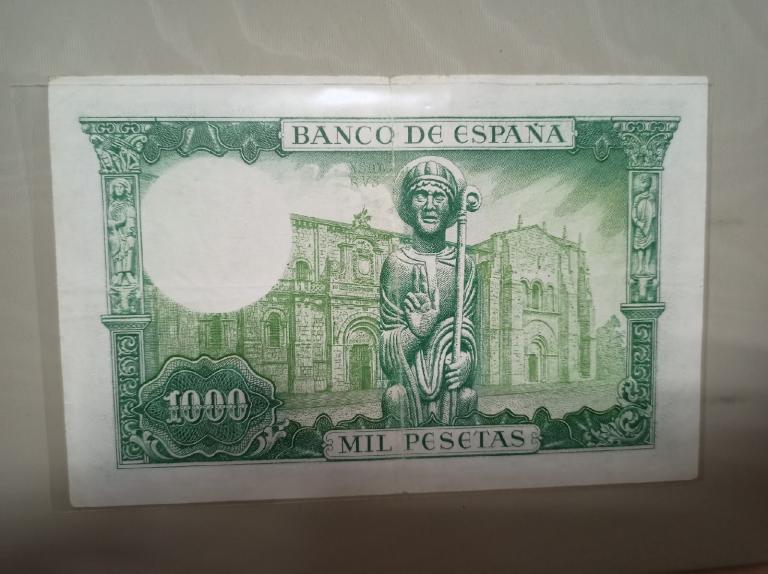 BANCO DE ESPAÑA
1000
MIL PESETAS